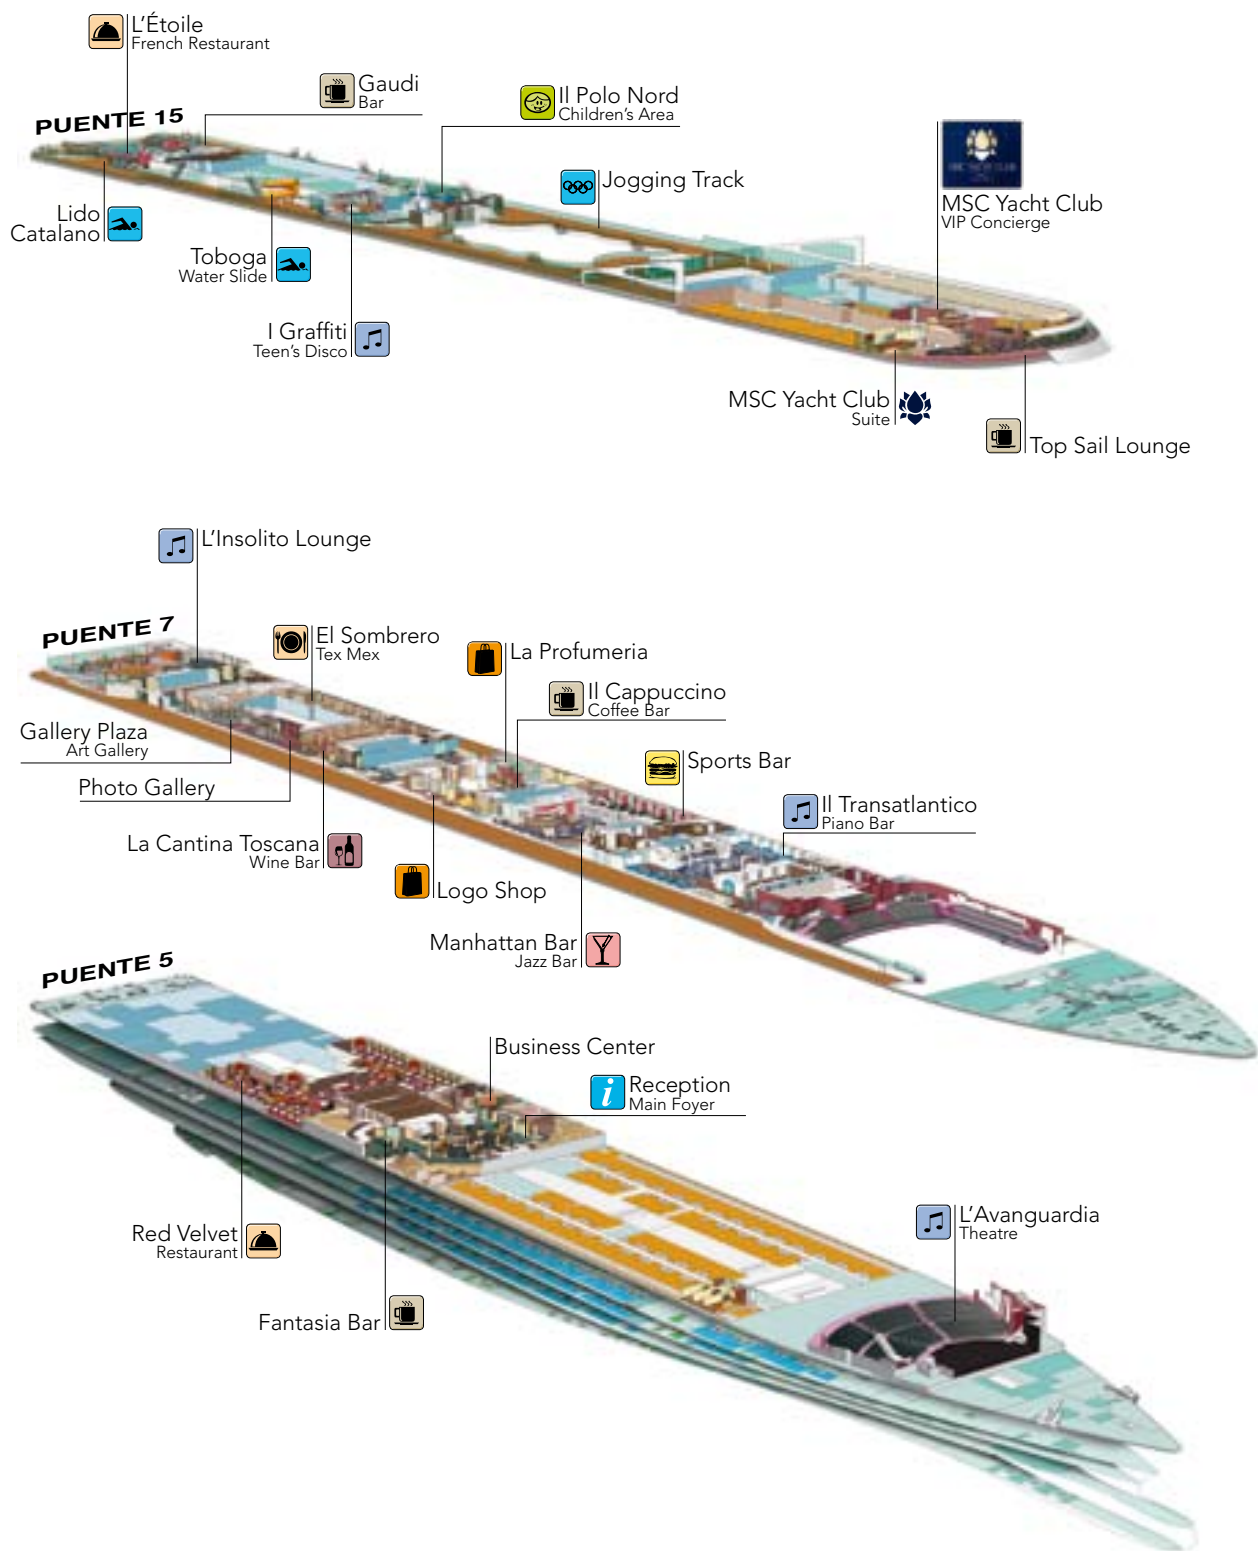 L'Étoile
French Restaurant
Gaudi
Bar
Il Polo Nord
Children's Area
PUENTE 15
Jogging Track
MSC Yacht Club
VIP Concierge
Lido
Catalano
Toboga
Water Slide
I Graffiti
Teen's Disco
MSC Yacht Club
Suite
Top Sail Lounge
L'Insolito Lounge
PUENTE 7
El Sombrero
Tex Mex
La Profumeria
Il Cappuccino
Coffee Bar
Gallery Plaza
Art Gallery
Sports Bar
Photo Gallery
Il Transatlantico
Piano Bar
La Cantina Toscana
Wine Bar
Logo Shop
Manhattan Bar
Jazz Bar
PUENTE 5
Business Center
i
Reception
Main Foyer
L'Avanguardia
Theatre
Red Velvet
Restaurant
Fantasia Bar